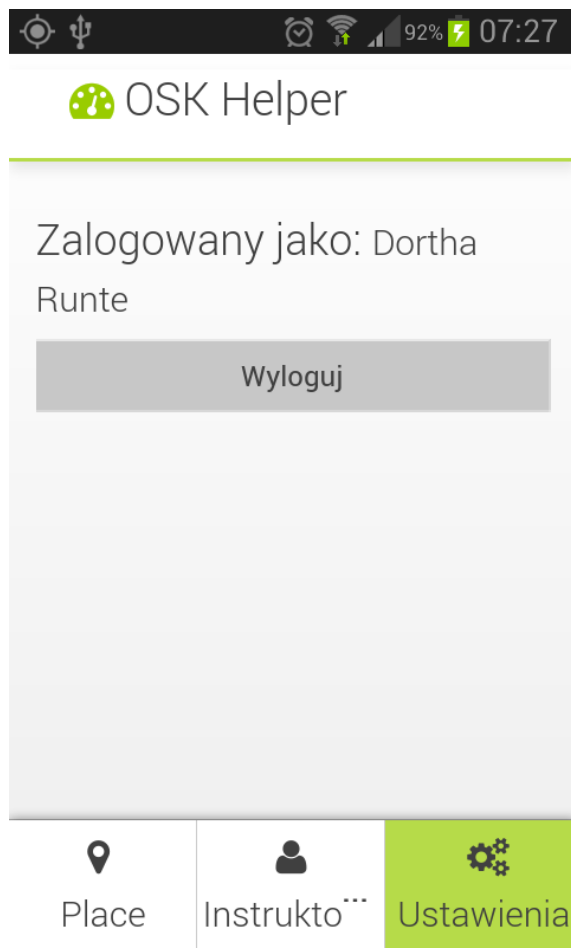 92% 07:27
OSK Helper
Zalogowany jako: Dortha
Runte
Wyloguj
Place Instrukto... Ustawienia